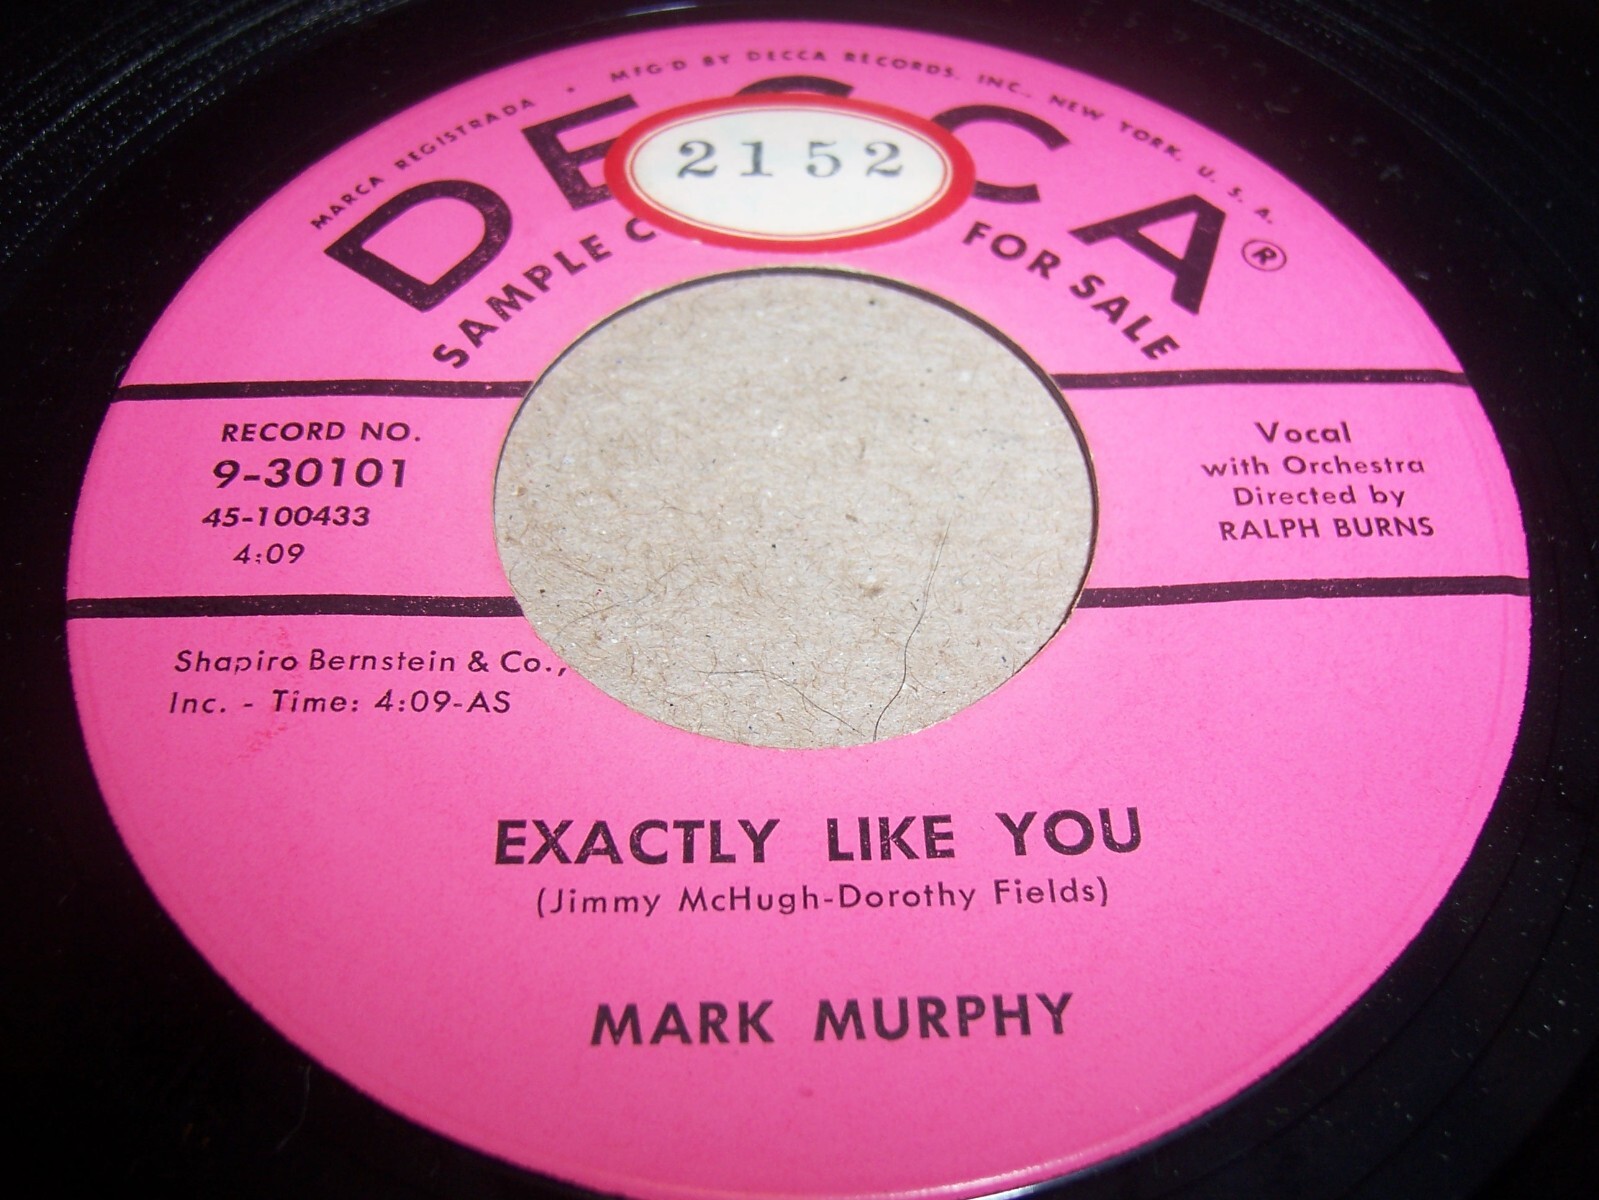 MARCA REGISTRADA • MFG'D BY DECCA RECORDS, INC., NEW YORK, U. S. A.
DECCA ®
2152
SAMPLE C FOR SALE
RECORD NO.
9-30101
45-100433
4:09
Vocal
with Orchestra
Directed by
RALPH BURNS
Shapiro Bernstein & Co.,
Inc. - Time: 4:09-AS
EXACTLY LIKE YOU
(Jimmy McHugh-Dorothy Fields)
MARK MURPHY